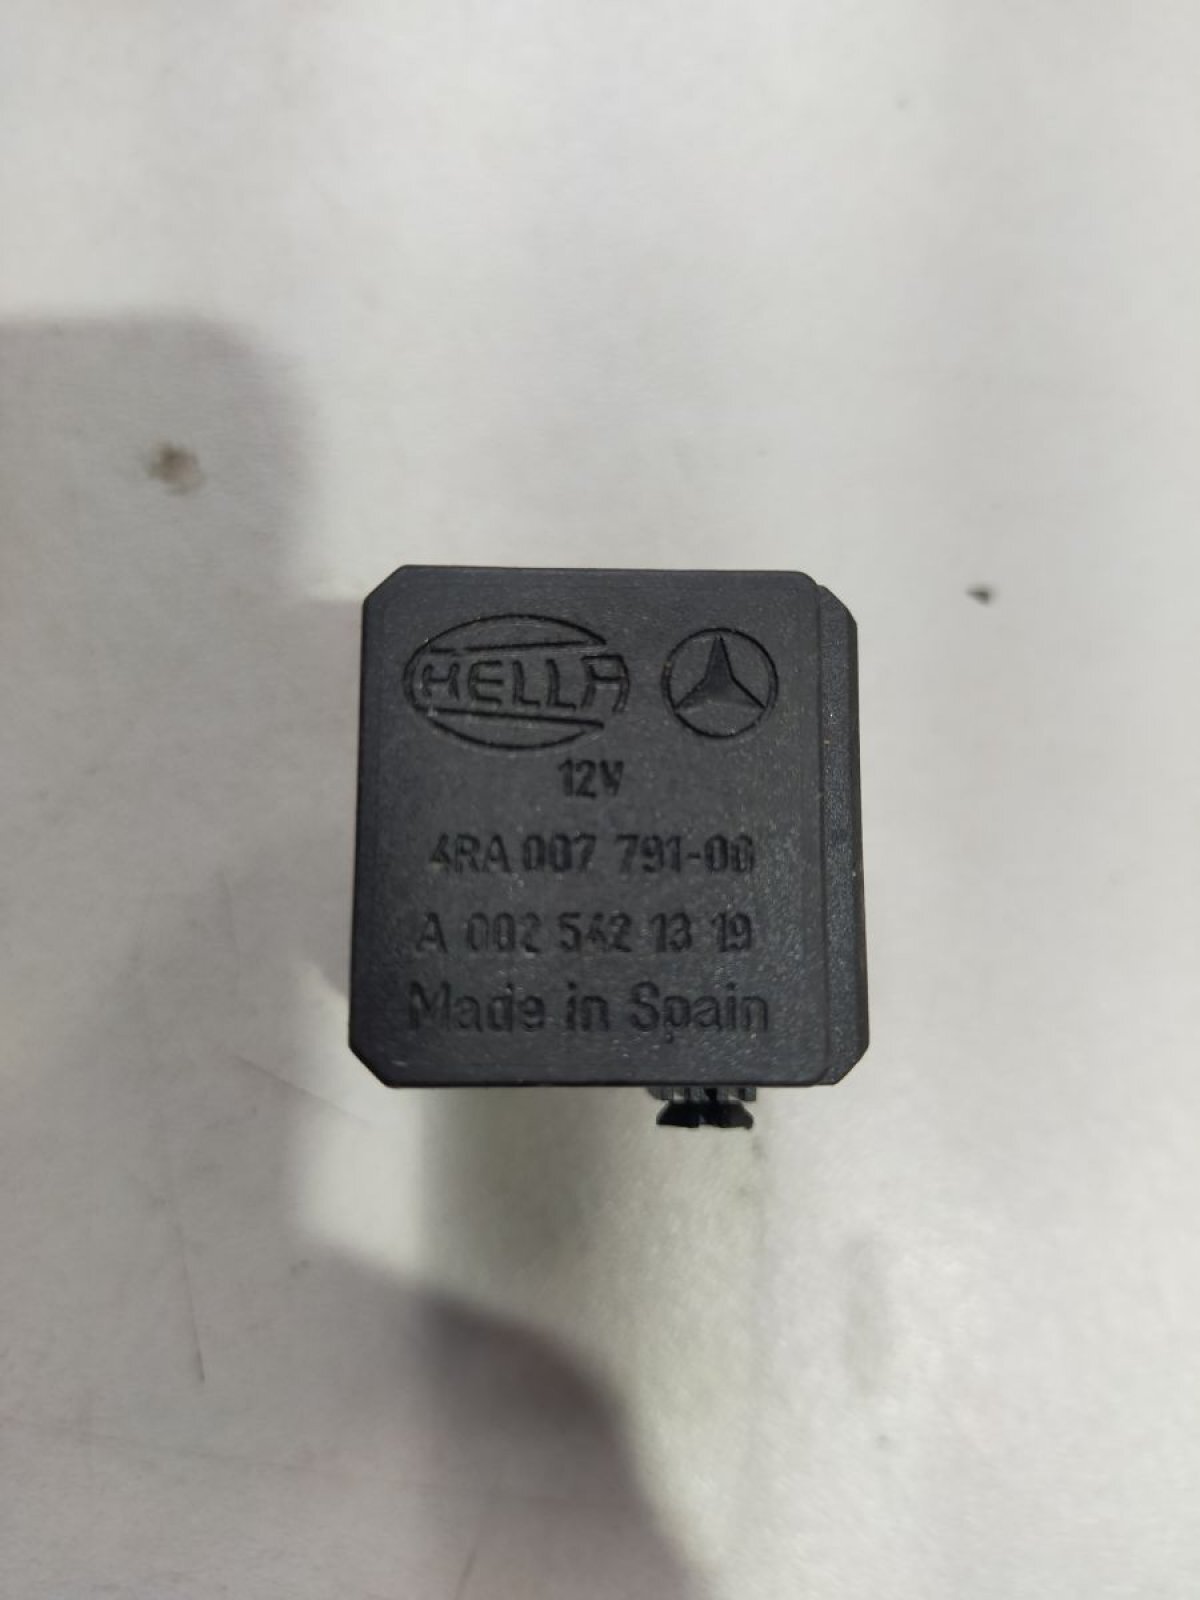 HELLA
12V
4RA 007 791-06
A 002 542 13 19
Made in Spain